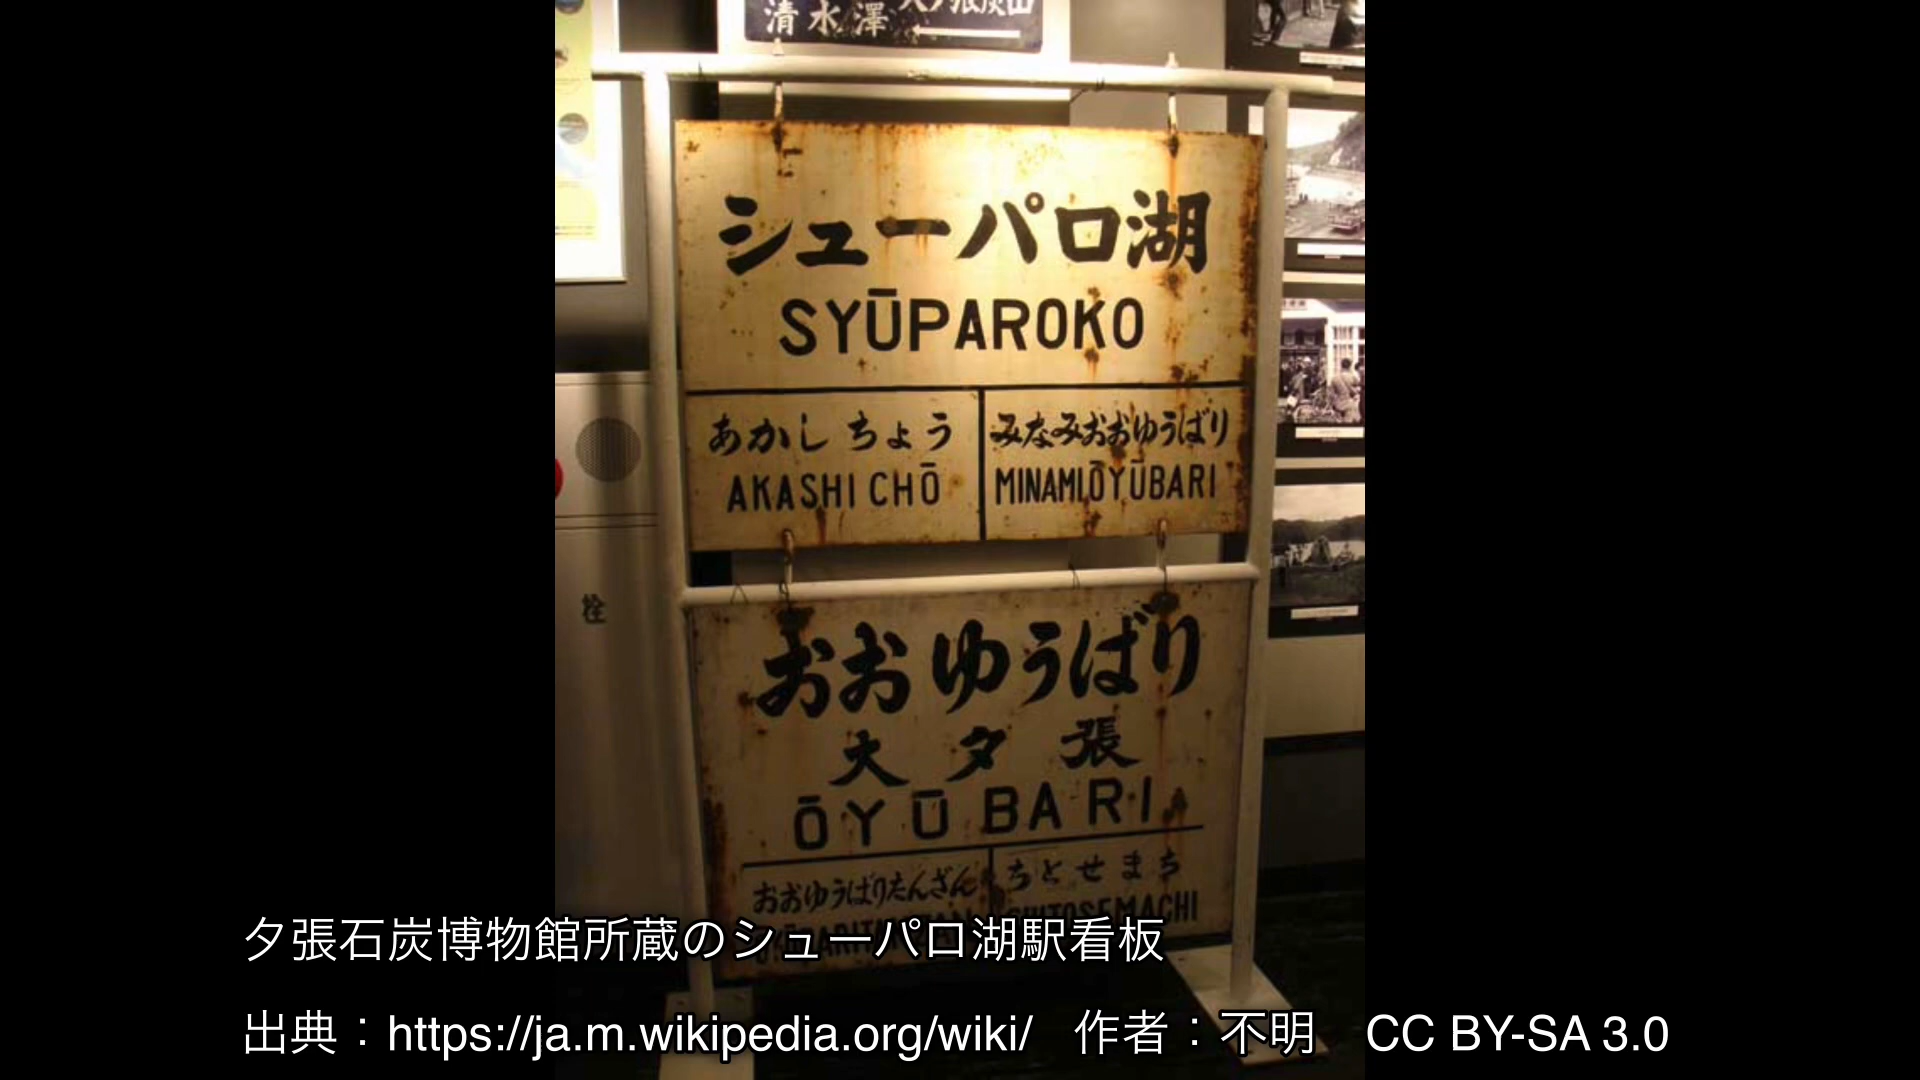 清水澤
シューパロ湖
SYŪPAROKO
あかしちょう
みなみおおゆうばり
AKASHI CHŌ
MINAMIŌYŪBARI
栓
おおゆうばり
大夕張
ŌYŪBARI
おおゆうばりたんざん
ちとせまち
CHITOSEMACHI
夕張石炭博物館所蔵のシューパロ湖駅看板
出典：https://ja.m.wikipedia.org/wiki/ 作者：不明 CC BY-SA 3.0